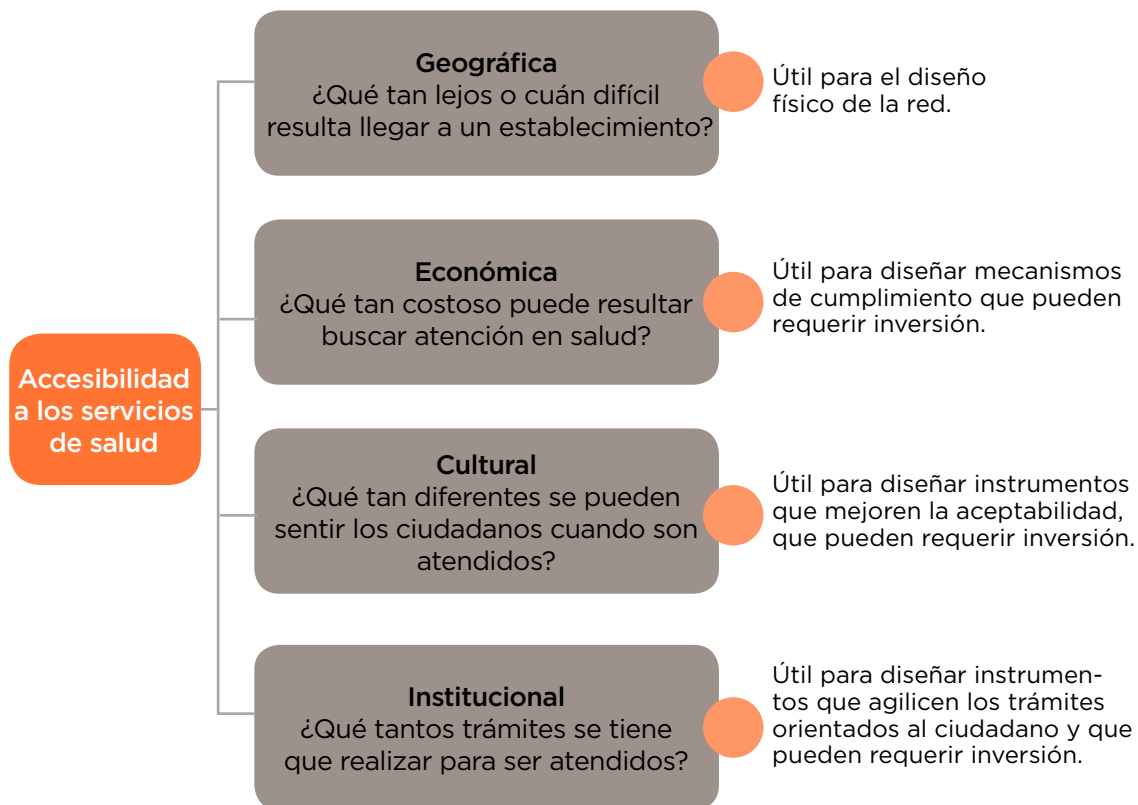 Accesibilidad
a los servicios
de salud
Geográfica
¿Qué tan lejos o cuán difícil
resulta llegar a un establecimiento?
Útil para el diseño
físico de la red.
Económica
¿Qué tan costoso puede resultar
buscar atención en salud?
Útil para diseñar mecanismos
de cumplimiento que pueden
requerir inversión.
Cultural
¿Qué tan diferentes se pueden
sentir los ciudadanos cuando son
atendidos?
Útil para diseñar instrumentos
que mejoren la aceptabilidad,
que pueden requerir inversión.
Institucional
¿Qué tantos trámites se tiene
que realizar para ser atendidos?
Útil para diseñar instrumen-
tos que agilicen los trámites
orientados al ciudadano y que
pueden requerir inversión.